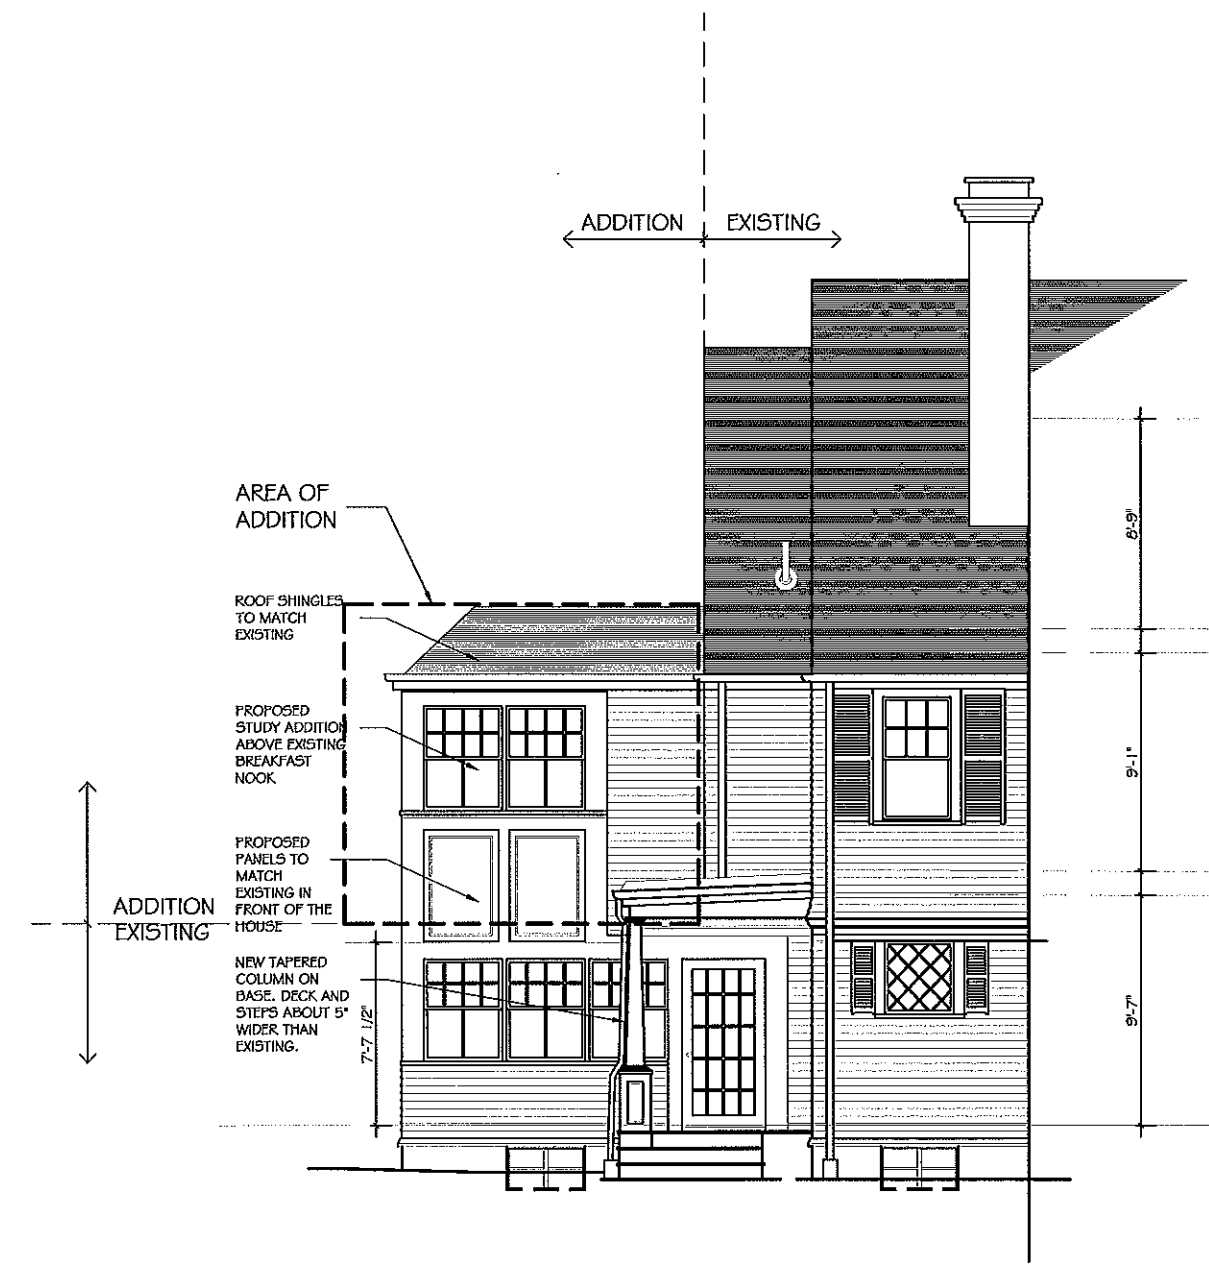 ADDITION EXISTING
AREA OF
ADDITION
ROOF SHINGLES
TO MATCH
EXISTING
PROPOSED
STUDY ADDITION
ABOVE EXISTING
BREAKFAST
NOOK
PROPOSED
PANELS TO
MATCH
EXISTING IN
FRONT OF THE
HOUSE
ADDITION
EXISTING
NEW TAPERED
COLUMN ON
BASE. DECK AND
STEPS ABOUT 5"
WIDER THAN
EXISTING.
7'-7 1/2"
8'-9"
9'-1"
9'-7"